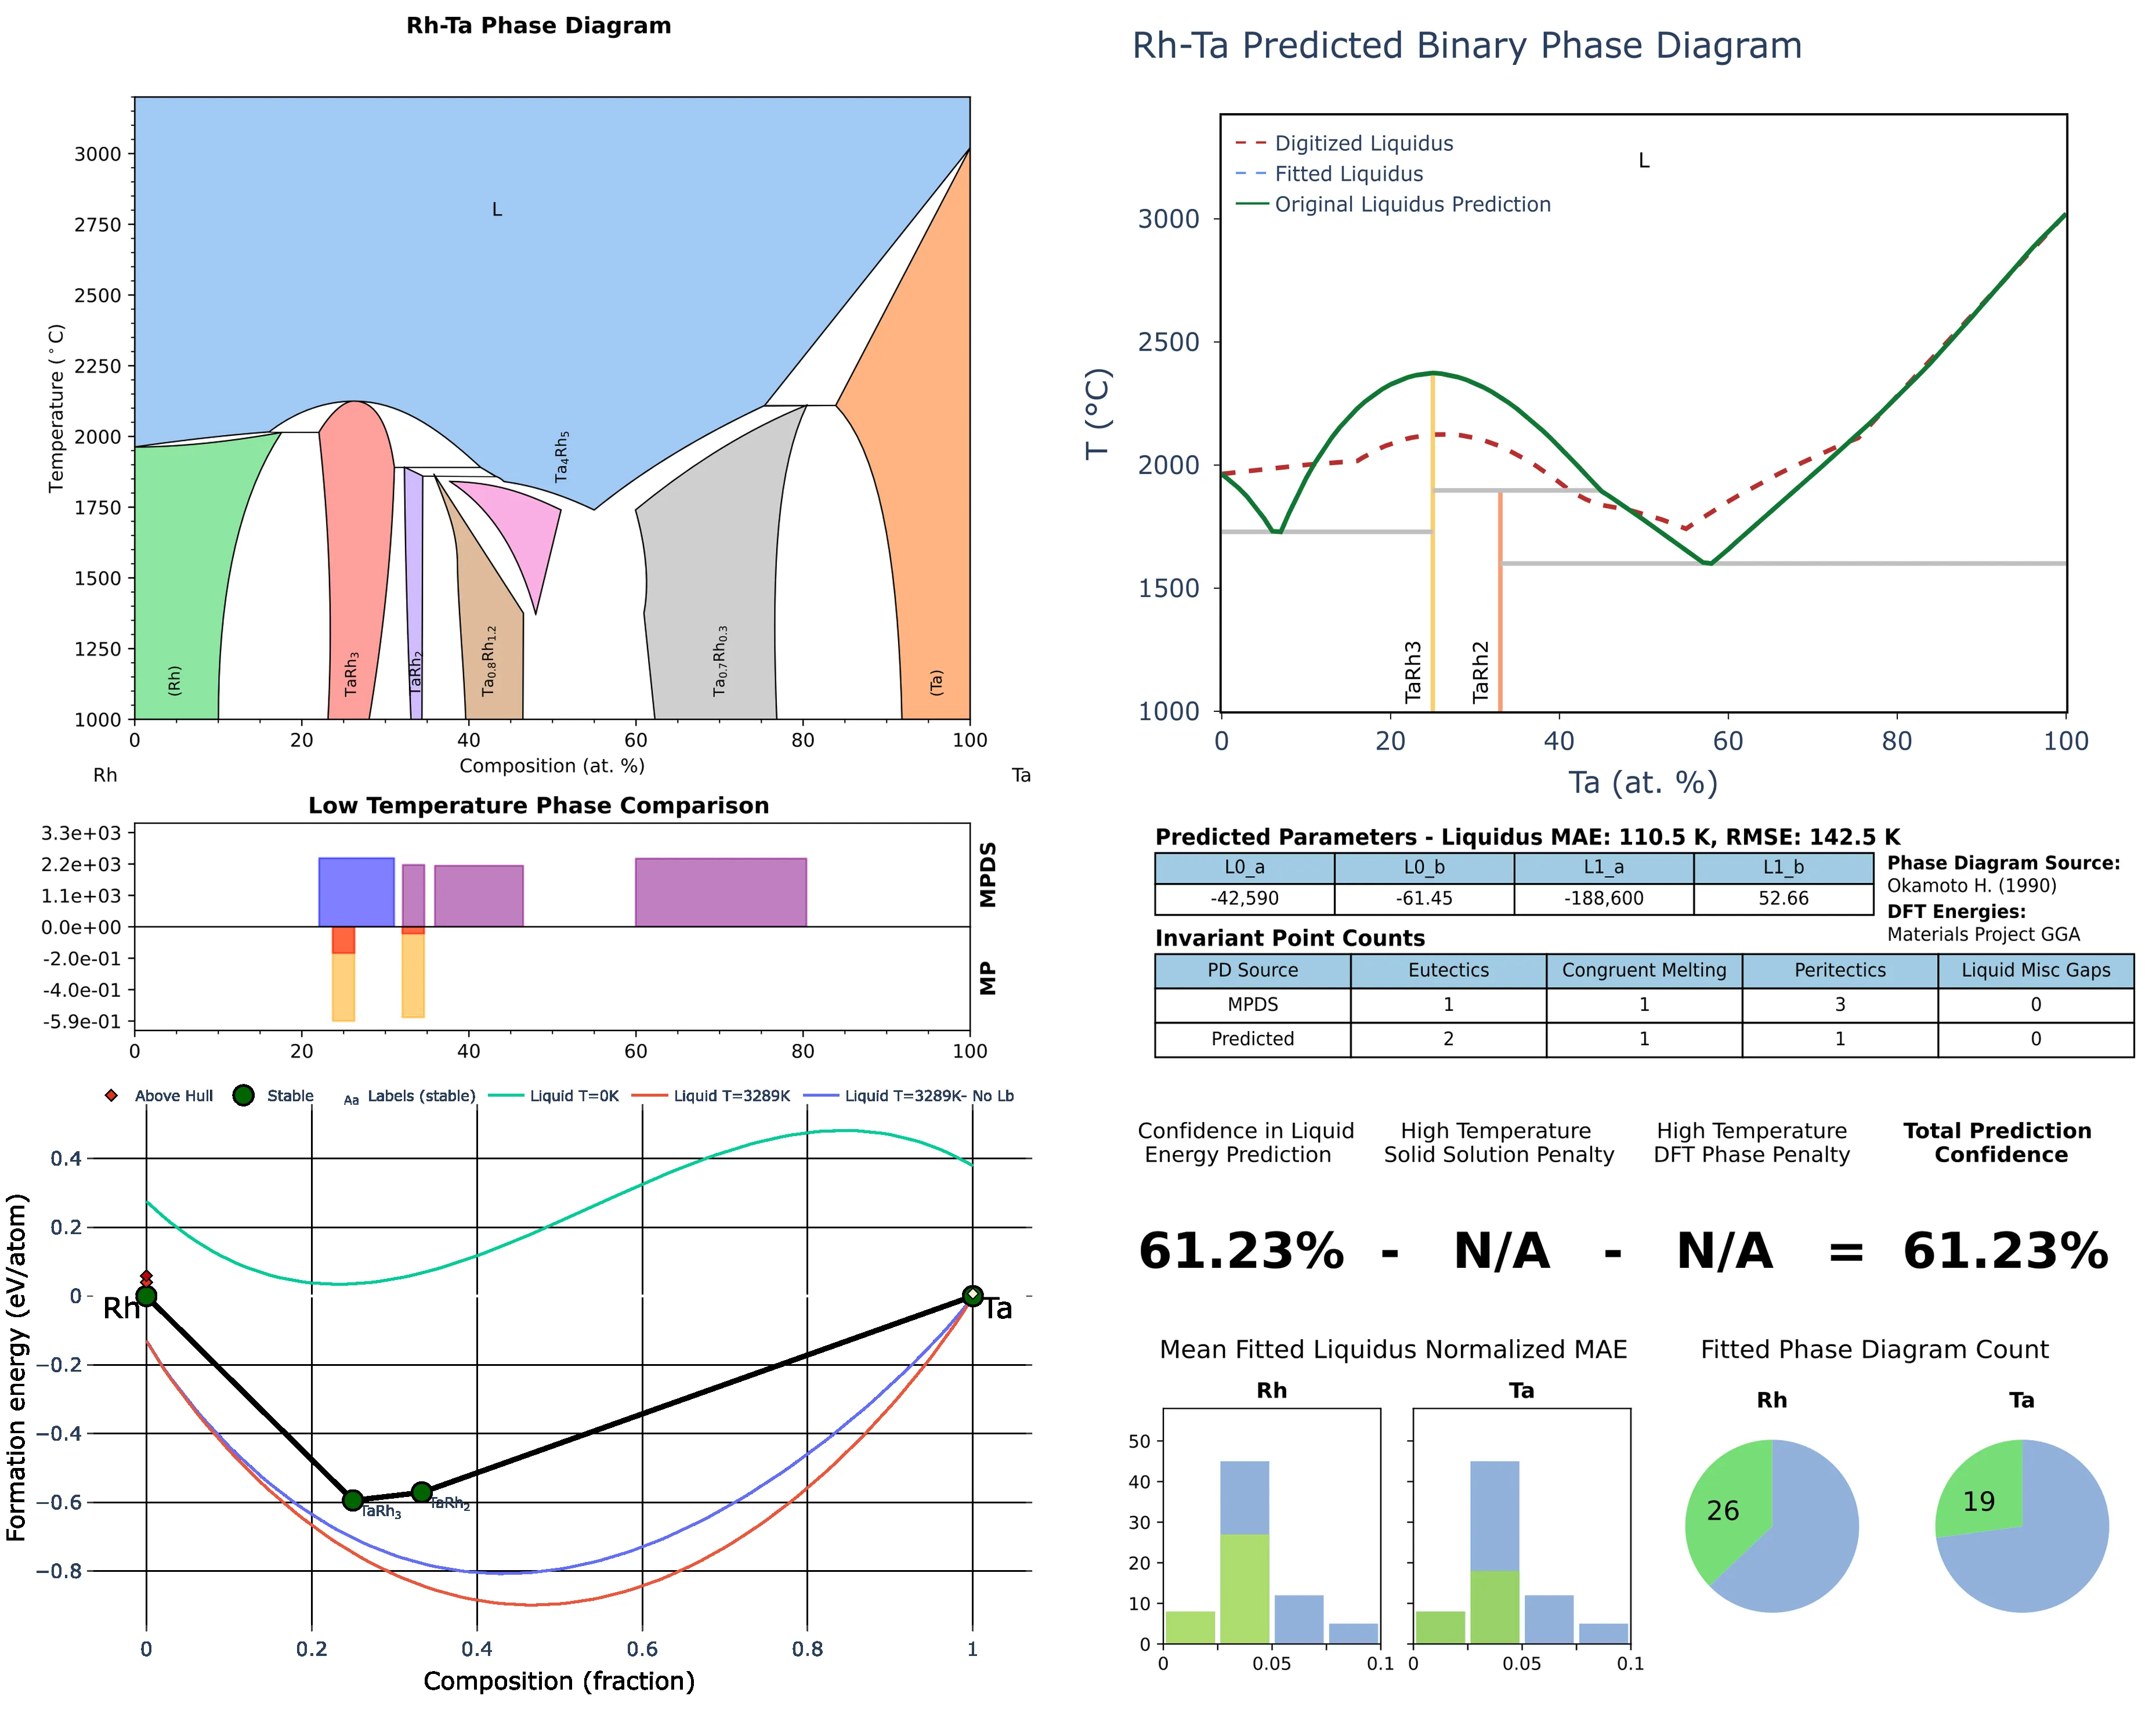 Rh-Ta Phase Diagram
L
Ta4Rh5
(Rh)
TaRh3
TaRh2
Ta0.8Rh1.2
Ta0.7Rh0.3
(Ta)
3000
2750
2500
2250
2000
1750
1500
1250
1000
Temperature (°C)
0 20 40 60 80 100
Composition (at. %)
Rh Ta
Low Temperature Phase Comparison
3.3e+03
2.2e+03
1.1e+03
0.0e+00
-2.0e-01
-4.0e-01
-5.9e-01
MPDS
MP
0 20 40 60 80 100
Above Hull Stable Aa Labels (stable) Liquid T=0K Liquid T=3289K Liquid T=3289K- No Lb
0.4
0.2
0
−0.2
−0.4
−0.6
−0.8
Formation energy (eV/atom)
Rh
Ta
TaRh3
TaRh2
0 0.2 0.4 0.6 0.8 1
Composition (fraction)
Rh-Ta Predicted Binary Phase Diagram
Digitized Liquidus
Fitted Liquidus
Original Liquidus Prediction
L
3000
2500
2000
1500
1000
T (°C)
TaRh3
TaRh2
0 20 40 60 80 100
Ta (at. %)
Predicted Parameters - Liquidus MAE: 110.5 K, RMSE: 142.5 K
L0_a L0_b L1_a L1_b
-42,590 -61.45 -188,600 52.66
Phase Diagram Source:
Okamoto H. (1990)
DFT Energies:
Materials Project GGA
Invariant Point Counts
PD Source Eutectics Congruent Melting Peritectics Liquid Misc Gaps
MPDS 1 1 3 0
Predicted 2 1 1 0
Confidence in Liquid
Energy Prediction
High Temperature
Solid Solution Penalty
High Temperature
DFT Phase Penalty
Total Prediction
Confidence
61.23% - N/A - N/A = 61.23%
Mean Fitted Liquidus Normalized MAE
Rh Ta
50
40
30
20
10
0
0 0.05 0.1
0 0.05 0.1
Fitted Phase Diagram Count
Rh Ta
26
19